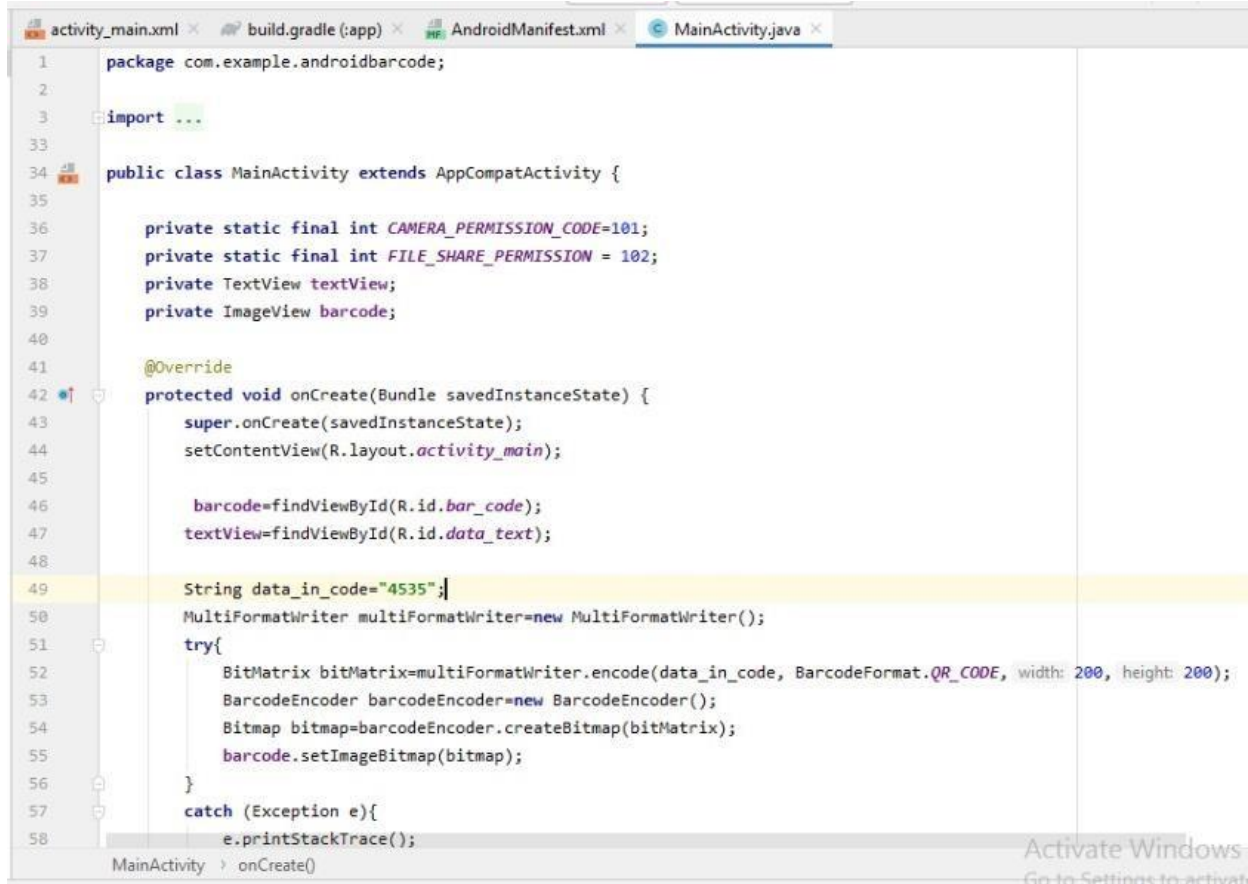 activity_main.xml × build.gradle (:app) × AndroidManifest.xml × MainActivity.java ×
1 package com.example.androidbarcode;
2
3 import ...
33
34 public class MainActivity extends AppCompatActivity {
35
36 private static final int CAMERA_PERMISSION_CODE=101;
37 private static final int FILE_SHARE_PERMISSION = 102;
38 private TextView textView;
39 private ImageView barcode;
40
41 @Override
42 protected void onCreate(Bundle savedInstanceState) {
43 super.onCreate(savedInstanceState);
44 setContentView(R.layout.activity_main);
45
46 barcode=findViewById(R.id.bar_code);
47 textView=findViewById(R.id.data_text);
48
49 String data_in_code="4535";
50 MultiFormatWriter multiFormatWriter=new MultiFormatWriter();
51 try{
52 BitMatrix bitMatrix=multiFormatWriter.encode(data_in_code, BarcodeFormat.QR_CODE, width: 200, height: 200);
53 BarcodeEncoder barcodeEncoder=new BarcodeEncoder();
54 Bitmap bitmap=barcodeEncoder.createBitmap(bitMatrix);
55 barcode.setImageBitmap(bitmap);
56 }
57 catch (Exception e){
58 e.printStackTrace();
MainActivity > onCreate()
Activate Windows
Go to Settings to activate